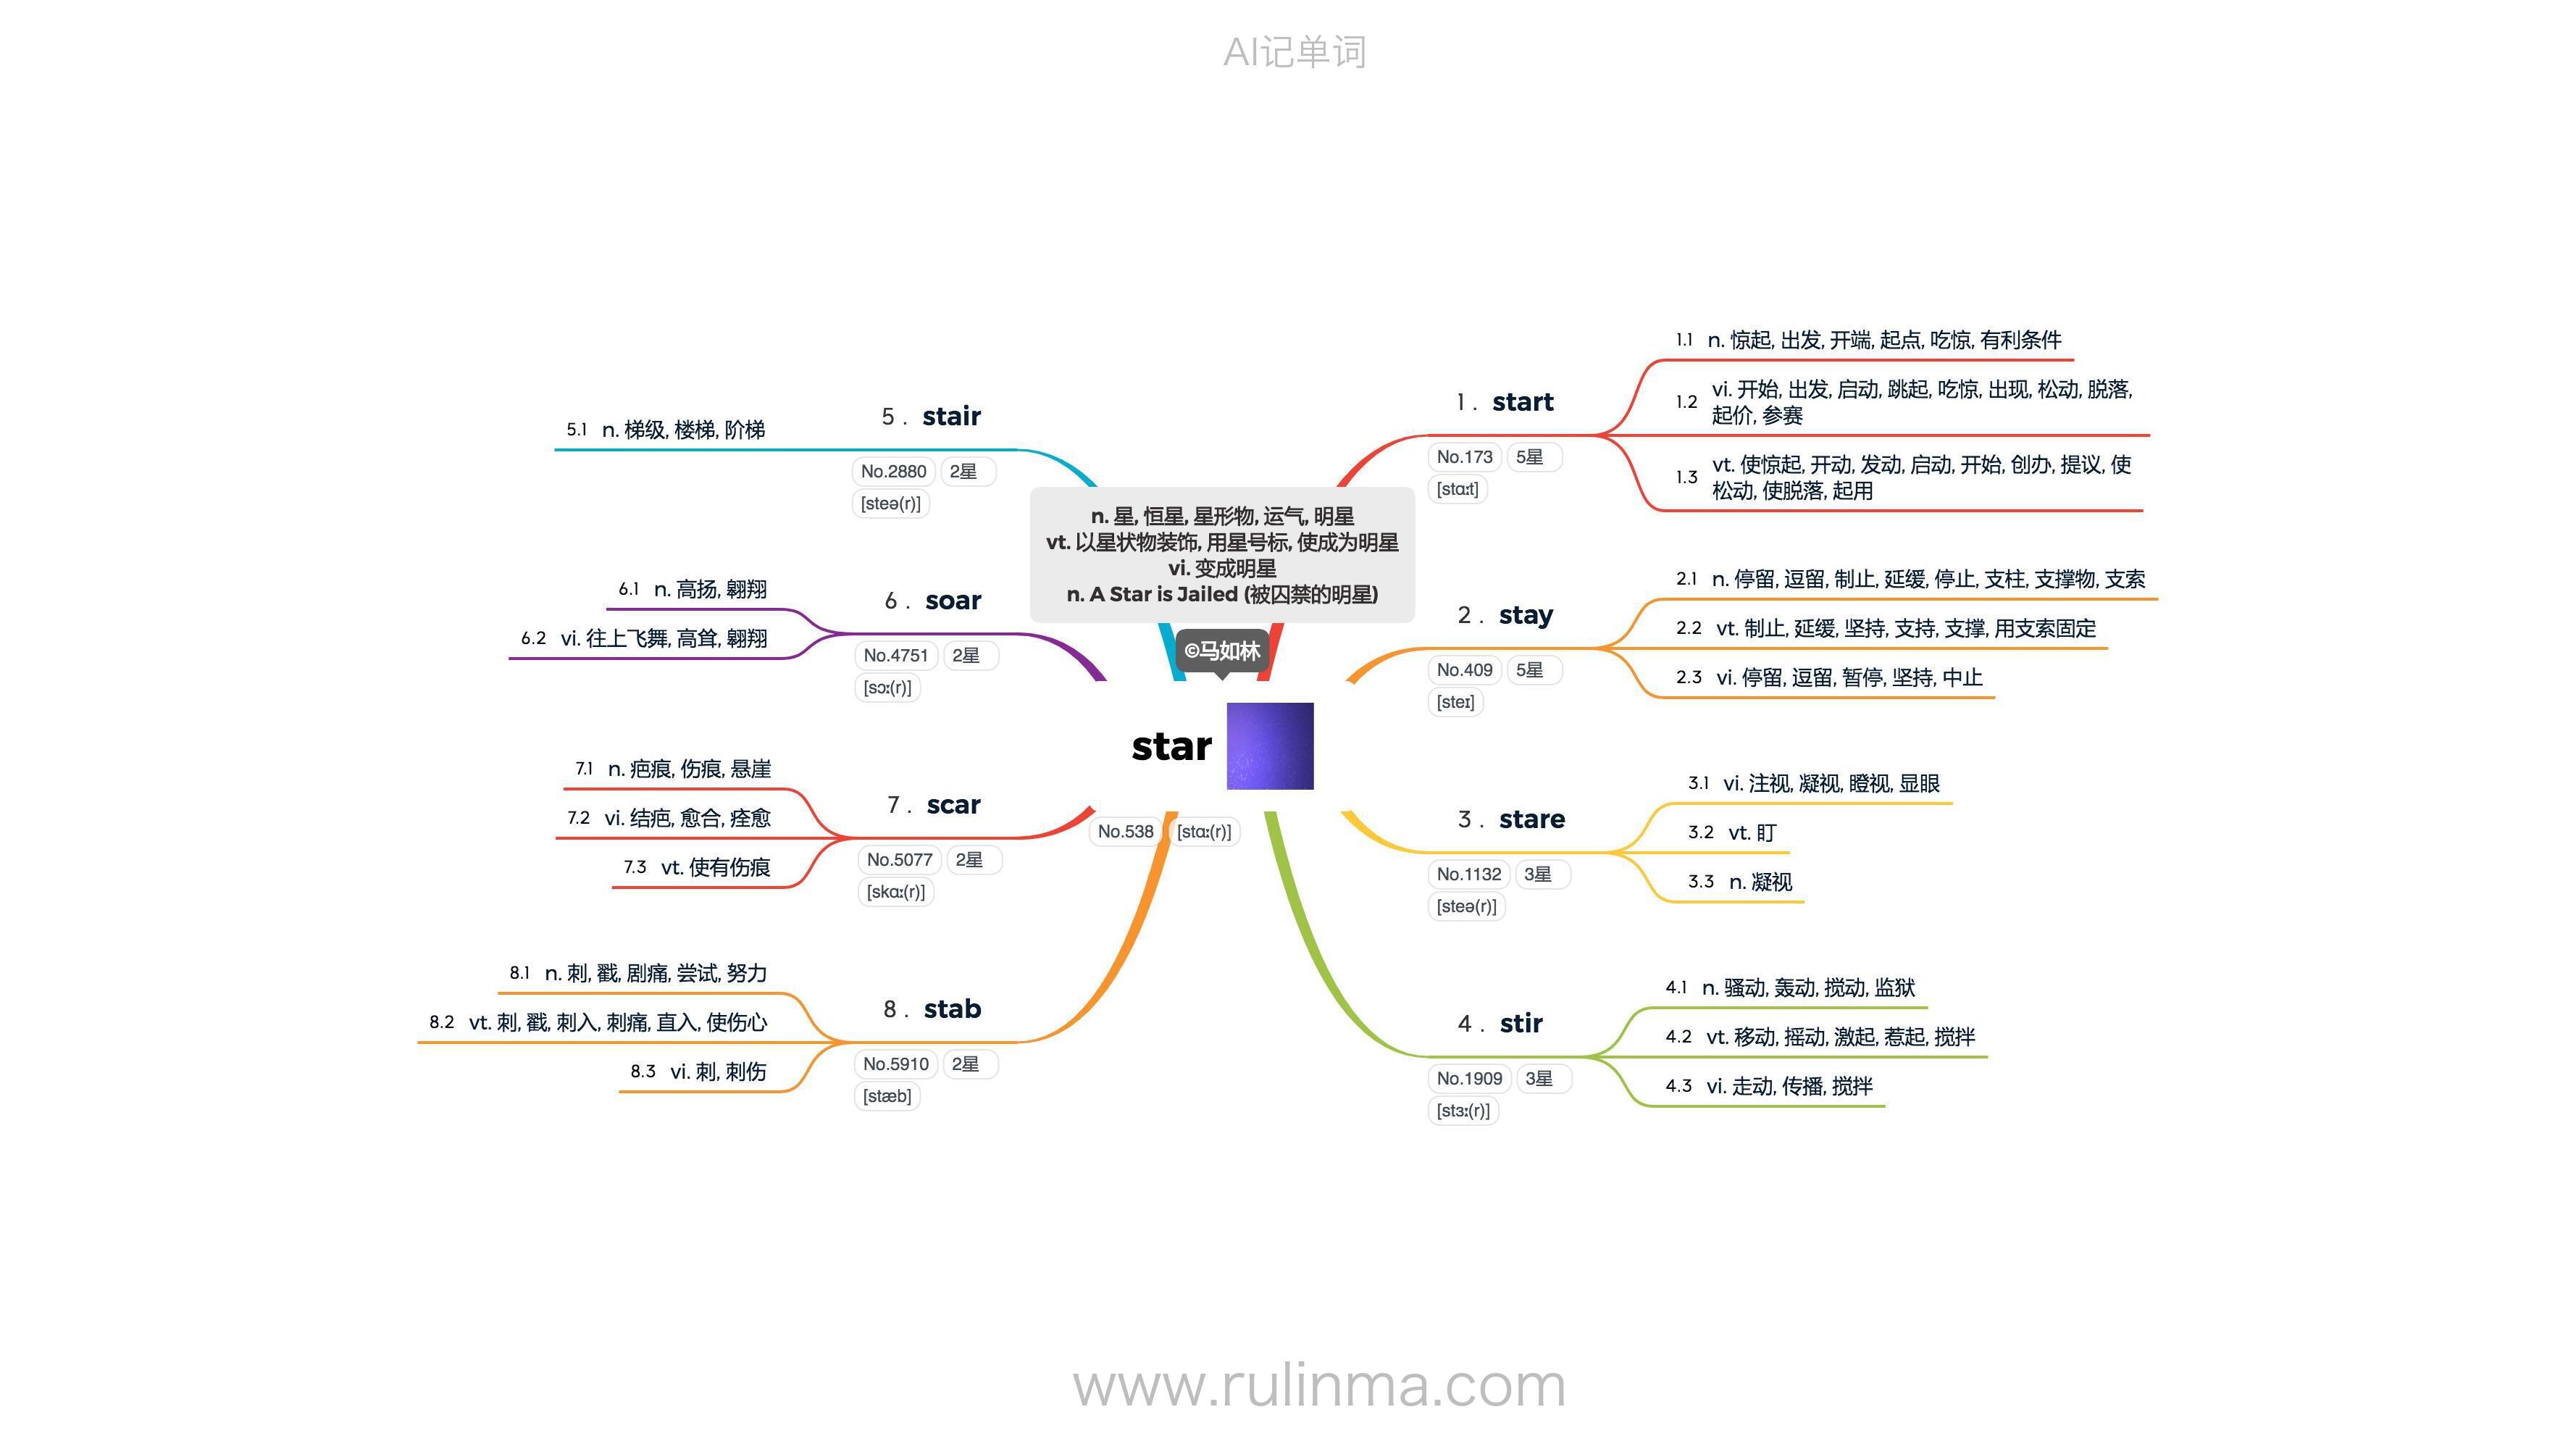 AI记单词
n. 星, 恒星, 星形物, 运气, 明星
vt. 以星状物装饰, 用星号标, 使成为明星
vi. 变成明星
n. A Star is Jailed (被囚禁的明星)
©马如林
star
No.538 [stɑː(r)]
1 . start
No.173 5星
[stɑːt]
1.1 n. 惊起, 出发, 开端, 起点, 吃惊, 有利条件
1.2 vi. 开始, 出发, 启动, 跳起, 吃惊, 出现, 松动, 脱落,
起价, 参赛
1.3 vt. 使惊起, 开动, 发动, 启动, 开始, 创办, 提议, 使
松动, 使脱落, 起用
2 . stay
No.409 5星
[steɪ]
2.1 n. 停留, 逗留, 制止, 延缓, 停止, 支柱, 支撑物, 支索
2.2 vt. 制止, 延缓, 坚持, 支持, 支撑, 用支索固定
2.3 vi. 停留, 逗留, 暂停, 坚持, 中止
3 . stare
No.1132 3星
[steə(r)]
3.1 vi. 注视, 凝视, 瞪视, 显眼
3.2 vt. 盯
3.3 n. 凝视
4 . stir
No.1909 3星
[stɜː(r)]
4.1 n. 骚动, 轰动, 搅动, 监狱
4.2 vt. 移动, 摇动, 激起, 惹起, 搅拌
4.3 vi. 走动, 传播, 搅拌
5 . stair
No.2880 2星
[steə(r)]
5.1 n. 梯级, 楼梯, 阶梯
6 . soar
No.4751 2星
[sɔː(r)]
6.1 n. 高扬, 翱翔
6.2 vi. 往上飞舞, 高耸, 翱翔
7 . scar
No.5077 2星
[skɑː(r)]
7.1 n. 疤痕, 伤痕, 悬崖
7.2 vi. 结疤, 愈合, 痊愈
7.3 vt. 使有伤痕
8 . stab
No.5910 2星
[stæb]
8.1 n. 刺, 戳, 剧痛, 尝试, 努力
8.2 vt. 刺, 戳, 刺入, 刺痛, 直入, 使伤心
8.3 vi. 刺, 刺伤
www.rulinma.com